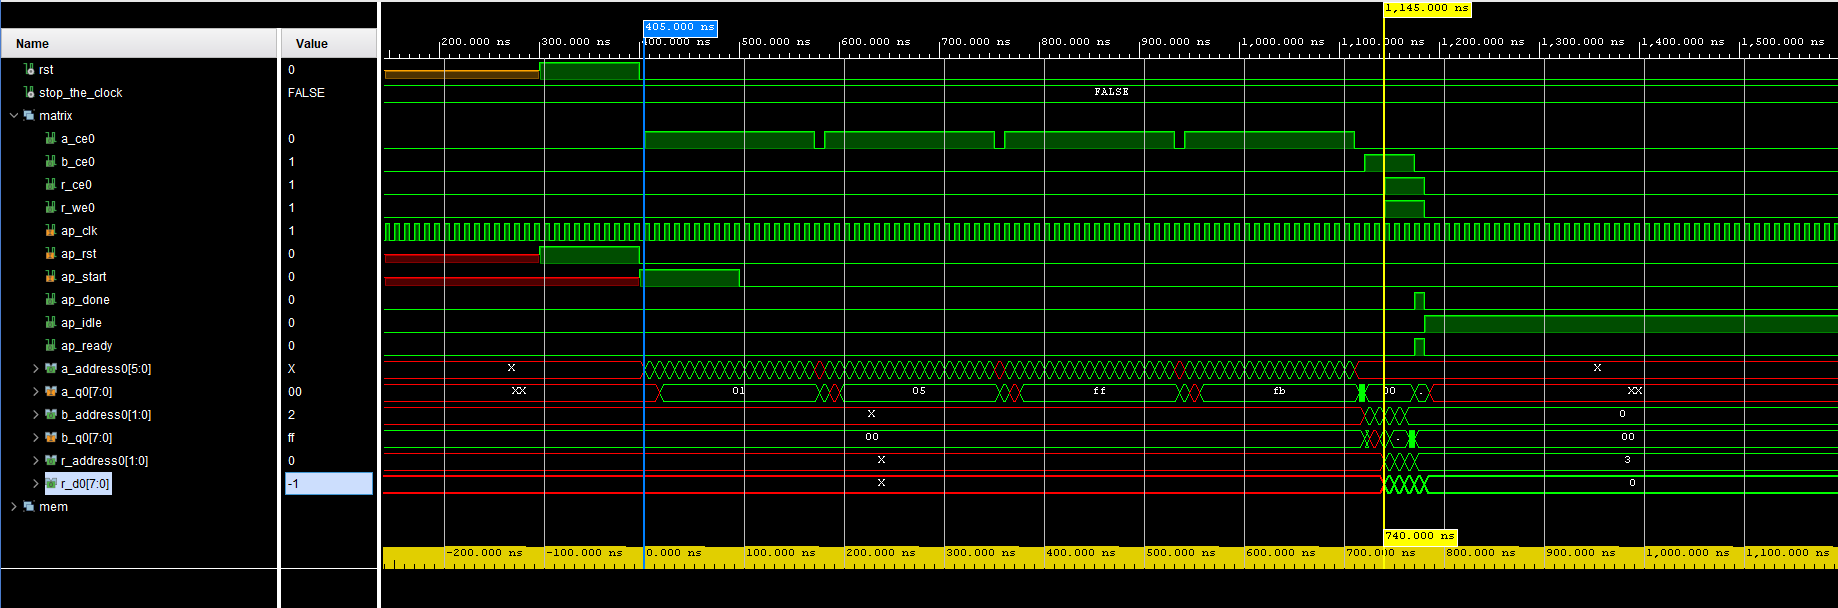 1,145.000 ns
405.000 ns
200.000 ns 300.000 ns 400.000 ns 500.000 ns 600.000 ns 700.000 ns 800.000 ns 900.000 ns 1,000.000 ns 1,100.000 ns 1,200.000 ns 1,300.000 ns 1,400.000 ns 1,500.000 ns
Name Value
rst 0
stop_the_clock FALSE FALSE
matrix
a_ce0 0
b_ce0 1
r_ce0 1
r_we0 1
ap_clk 1
ap_rst 0
ap_start 0
ap_done 0
ap_idle 0
ap_ready 0
a_address0[5:0] X X X
a_q0[7:0] 00 XX 01 05 ff fb 00 . XX
b_address0[1:0] 2 X 0
b_q0[7:0] ff 00 . 00
r_address0[1:0] 0 X 3
r_d0[7:0] -1 X 0
mem
740.000 ns
-200.000 ns -100.000 ns 0.000 ns 100.000 ns 200.000 ns 300.000 ns 400.000 ns 500.000 ns 600.000 ns 700.000 ns 800.000 ns 900.000 ns 1,000.000 ns 1,100.000 ns